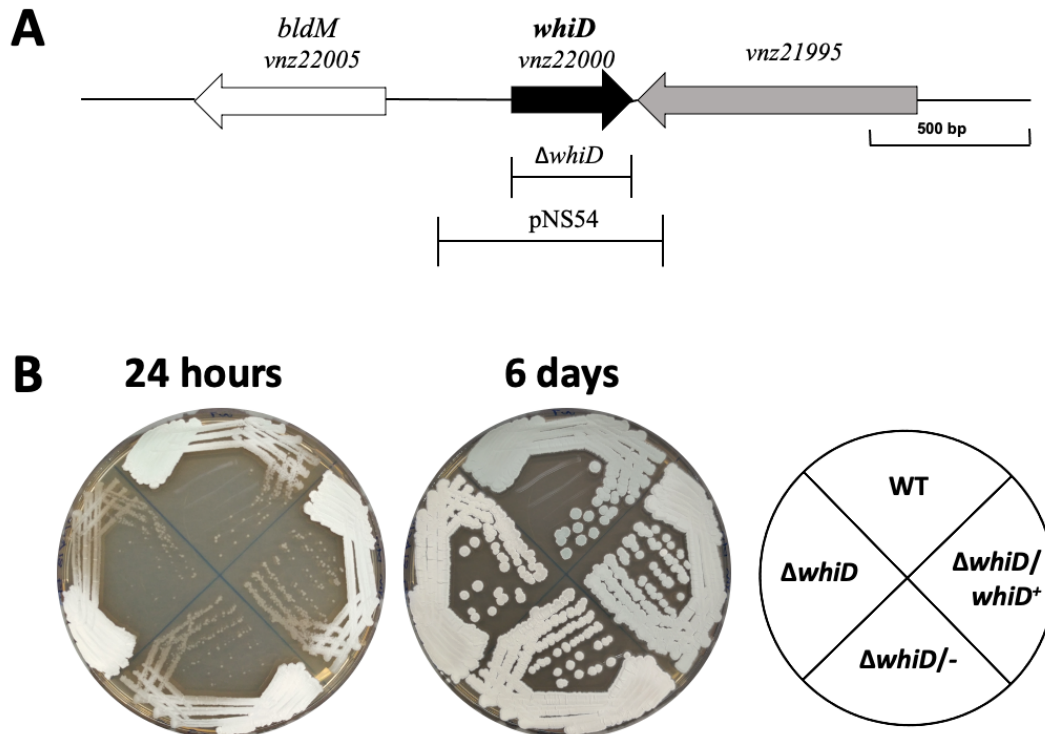 A
bldM
vnz22005
whiD
vnz22000
vnz21995
500 bp
ΔwhiD
pNS54
B
24 hours
6 days
WT
ΔwhiD
ΔwhiD/
whiD⁺
ΔwhiD/-